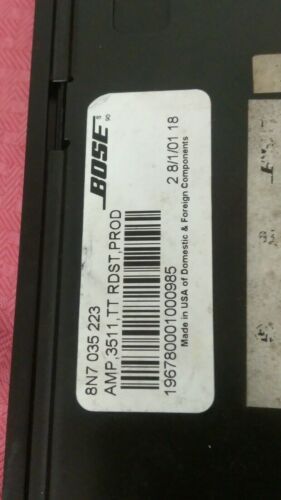 BOSE
8N7 035 223
AMP,3511,TT RDST,PROD
196780001000985
2 8/1/01 18
Made in USA of Domestic & Foreign Components